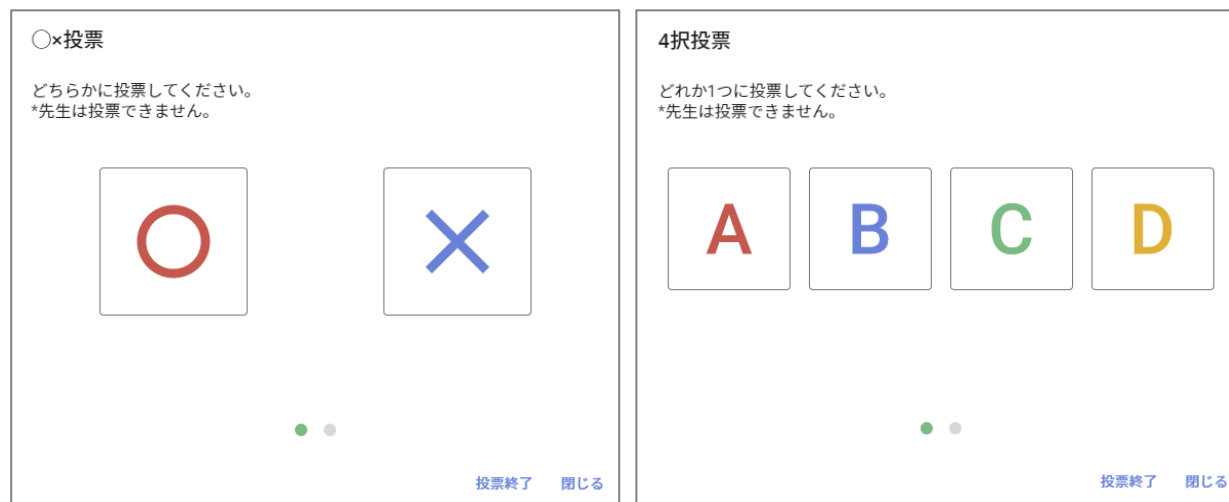 ○×投票
どちらかに投票してください。
*先生は投票できません。
○ ×
投票終了 閉じる
4択投票
どれか1つに投票してください。
*先生は投票できません。
A B C D
投票終了 閉じる